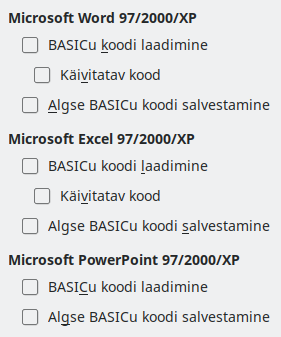 Microsoft Word 97/2000/XP
BASICu koodi laadimine
Käivitatav kood
Algse BASICu koodi salvestamine
Microsoft Excel 97/2000/XP
BASICu koodi laadimine
Käivitatav kood
Algse BASICu koodi salvestamine
Microsoft PowerPoint 97/2000/XP
BASICu koodi laadimine
Algse BASICu koodi salvestamine